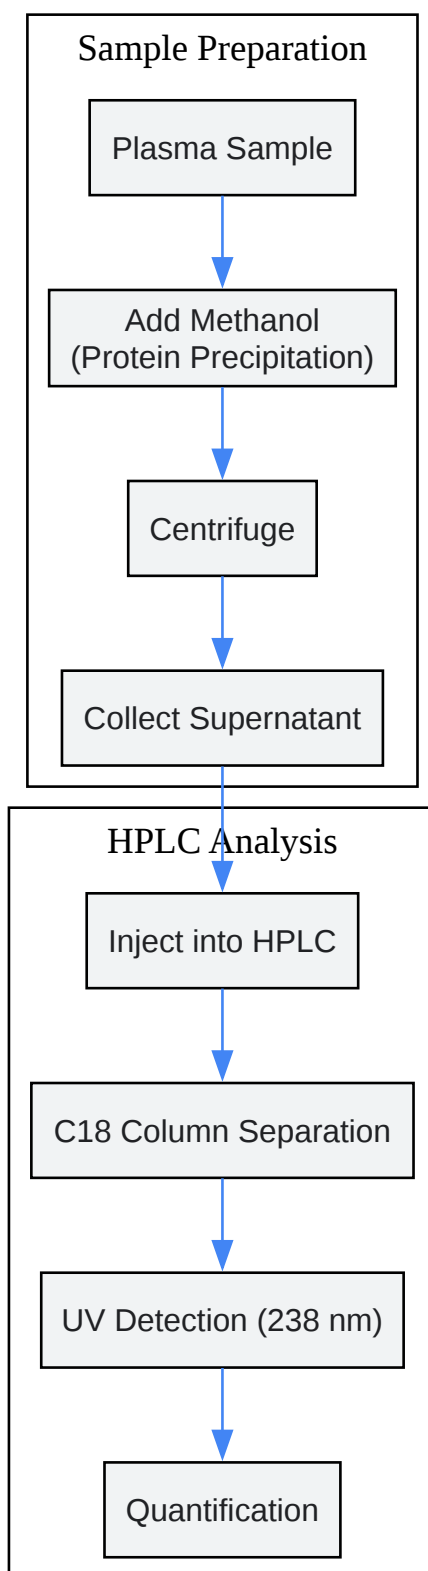 Sample Preparation
Plasma Sample
Add Methanol
(Protein Precipitation)
Centrifuge
Collect Supernatant
HPLC Analysis
Inject into HPLC
C18 Column Separation
UV Detection (238 nm)
Quantification